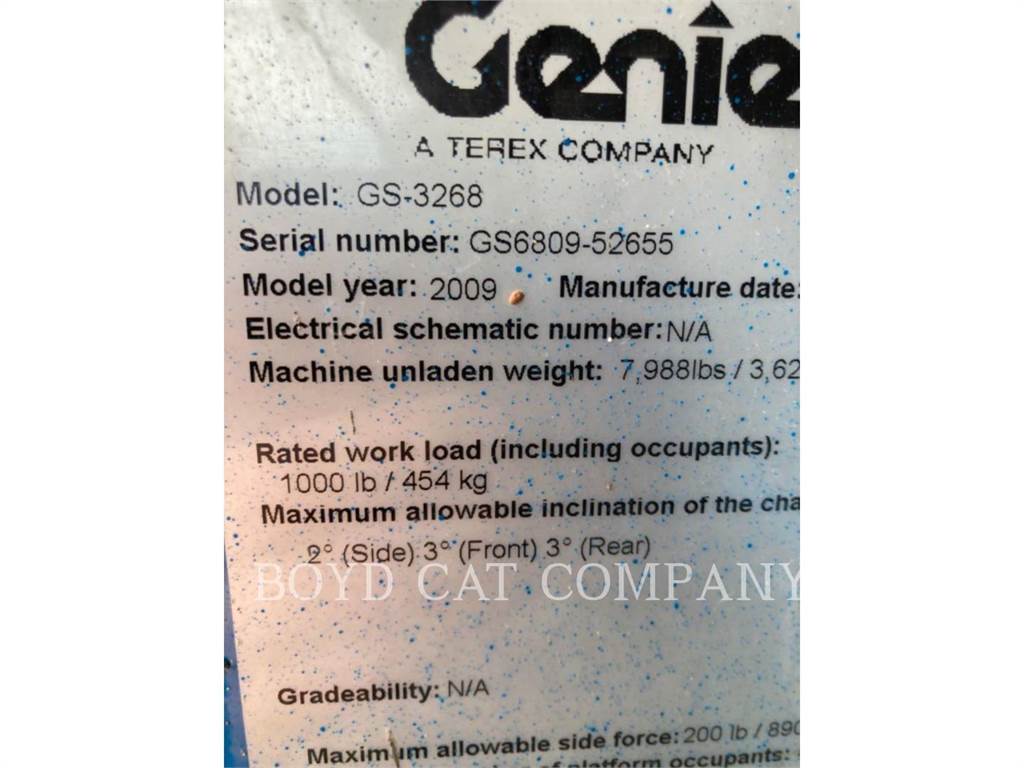 Genie
A TEREX COMPANY
Model: GS-3268
Serial number: GS6809-52655
Model year: 2009 Manufacture date:
Electrical schematic number: N/A
Machine unladen weight: 7,988lbs / 3,62
Rated work load (including occupants):
1000 lb / 454 kg
Maximum allowable inclination of the cha
2° (Side) 3° (Front) 3° (Rear)
BOYD CAT COMPANY
Gradeability: N/A
Maximum allowable side force: 200 lb / 890
of platform occupants: